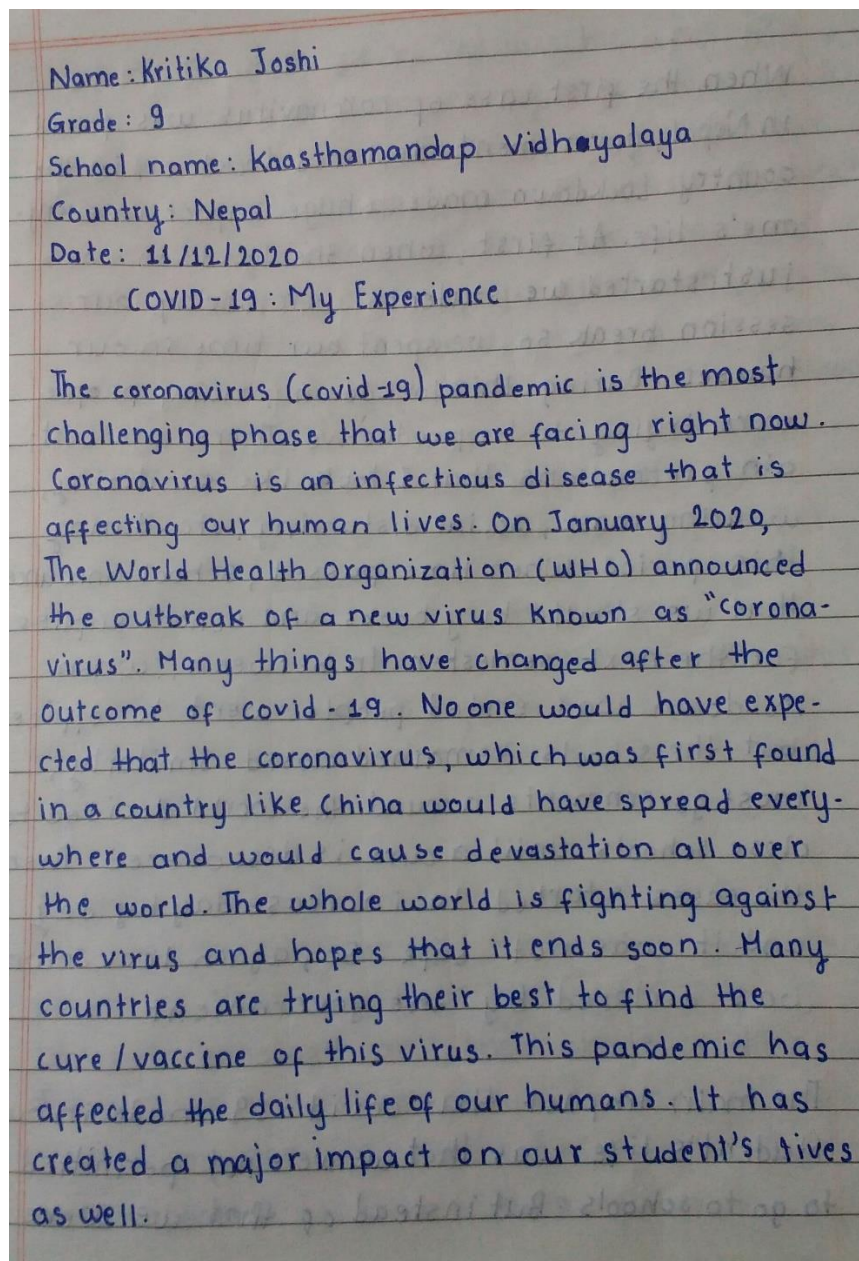 Name: Kritika Joshi
Grade: 9
School name: Kaasthamandap Vidhayalaya
Country: Nepal
Date: 11/12/2020
COVID-19: My Experience
The coronavirus (covid-19) pandemic is the most
challenging phase that we are facing right now.
Coronavirus is an infectious disease that is
affecting our human lives. On January 2020,
The World Health Organization (WHO) announced
the outbreak of a new virus known as "corona-
virus". Many things have changed after the
outcome of covid-19. No one would have expe-
cted that the coronavirus, which was first found
in a country like China would have spread every-
where and would cause devastation all over
the world. The whole world is fighting against
the virus and hopes that it ends soon. Many
countries are trying their best to find the
cure/vaccine of this virus. This pandemic has
affected the daily life of our humans. It has
created a major impact on our student's lives
as well.